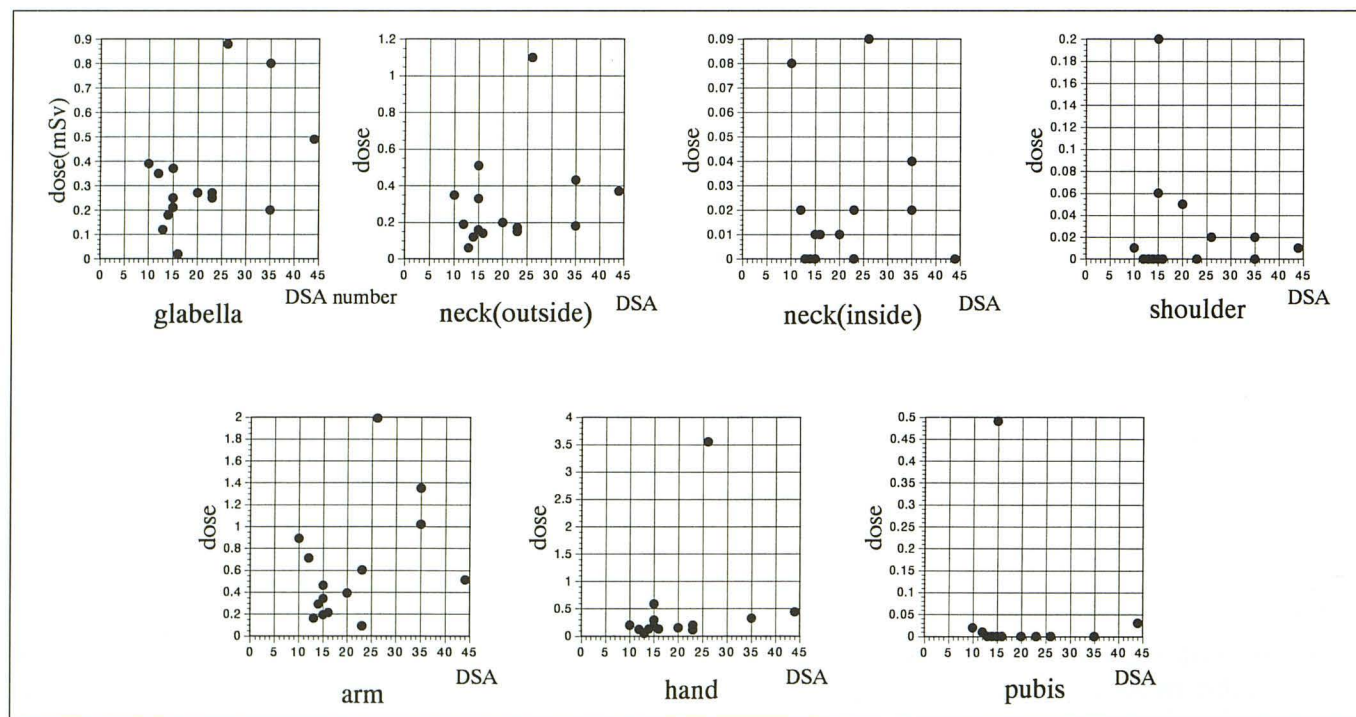 0.9
0.8
0.7
0.6
0.5
0.4
0.3
0.2
0.1
0
dose(mSv)
0 5 10 15 20 25 30 35 40 45
DSA number
glabella
1.2
1
0.8
0.6
0.4
0.2
0
dose
0 5 10 15 20 25 30 35 40 45
DSA
neck(outside)
0.09
0.08
0.07
0.06
0.05
0.04
0.03
0.02
0.01
0
dose
0 5 10 15 20 25 30 35 40 45
DSA
neck(inside)
0.2
0.18
0.16
0.14
0.12
0.1
0.08
0.06
0.04
0.02
0
dose
0 5 10 15 20 25 30 35 40 45
DSA
shoulder
2
1.8
1.6
1.4
1.2
1
0.8
0.6
0.4
0.2
0
dose
0 5 10 15 20 25 30 35 40 45
DSA
arm
4
3.5
3
2.5
2
1.5
1
0.5
0
dose
0 5 10 15 20 25 30 35 40 45
DSA
hand
0.5
0.45
0.4
0.35
0.3
0.25
0.2
0.15
0.1
0.05
0
dose
0 5 10 15 20 25 30 35 40 45
DSA
pubis